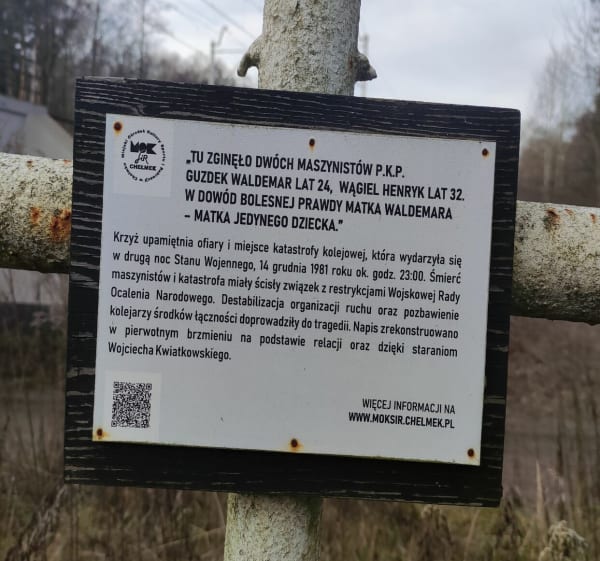 MOK
SiR
CHEŁMEK
„TU ZGINĘŁO DWÓCH MASZYNISTÓW P.K.P.
GUZDEK WALDEMAR LAT 24, WĄGIEL HENRYK LAT 32.
W DOWÓD BOLESNEJ PRAWDY MATKA WALDEMARA
– MATKA JEDYNEGO DZIECKA.”
Krzyż upamiętnia ofiary i miejsce katastrofy kolejowej, która wydarzyła się
w drugą noc Stanu Wojennego, 14 grudnia 1981 roku ok. godz. 23:00. Śmierć
maszynistów i katastrofa miały ścisły związek z restrykcjami Wojskowej Rady
Ocalenia Narodowego. Destabilizacja organizacji ruchu oraz pozbawienie
kolejarzy środków łączności doprowadziły do tragedii. Napis zrekonstruowano
w pierwotnym brzmieniu na podstawie relacji oraz dzięki staraniom
Wojciecha Kwiatkowskiego.
WIĘCEJ INFORMACJI NA
WWW.MOKSIR.CHELMEK.PL